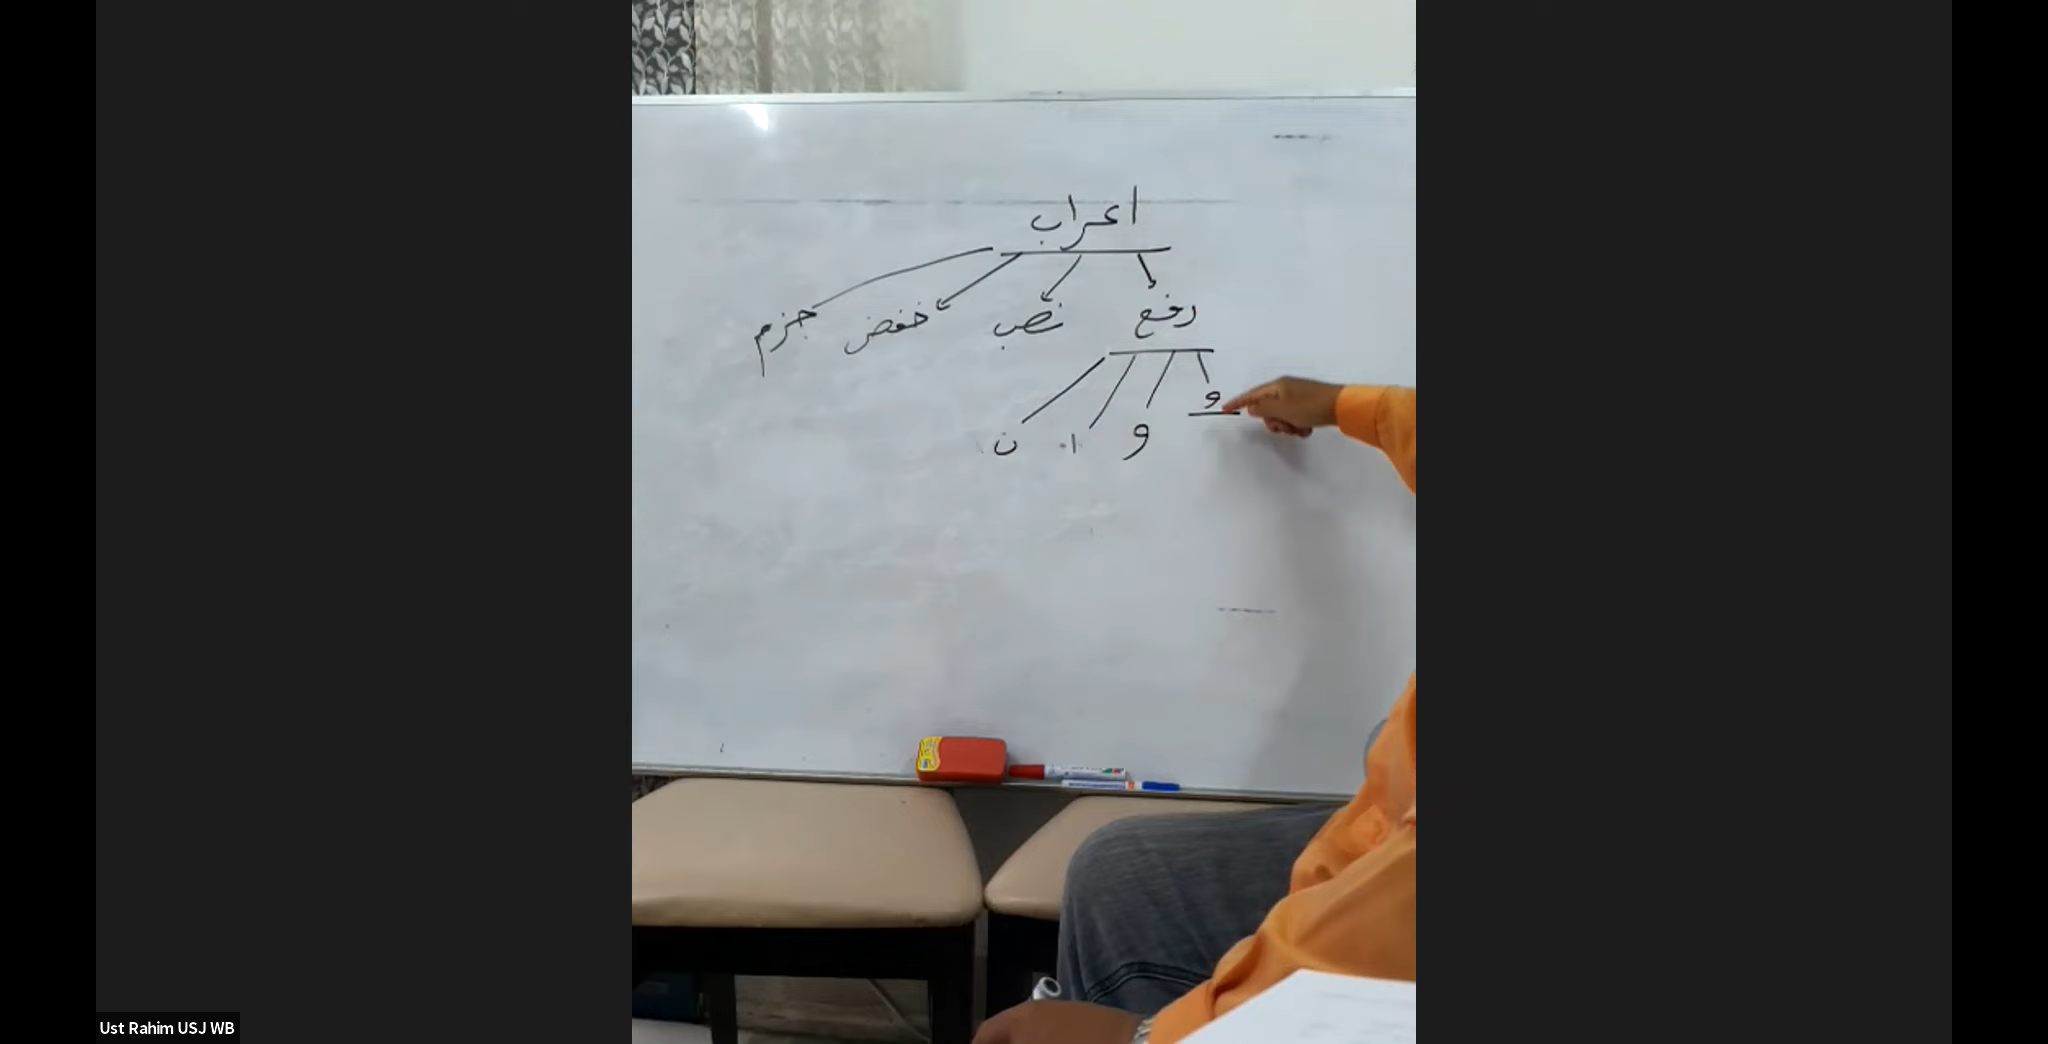 اعراب
رفع نصب خفض جزم
ُ
و ا ن
Ust Rahim USJ WB